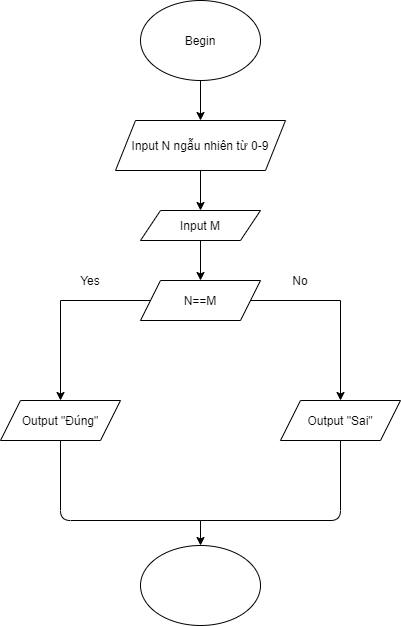 Begin
Input N ngẫu nhiên từ 0-9
Input M
Yes
No
N==M
Output "Đúng"
Output "Sai"